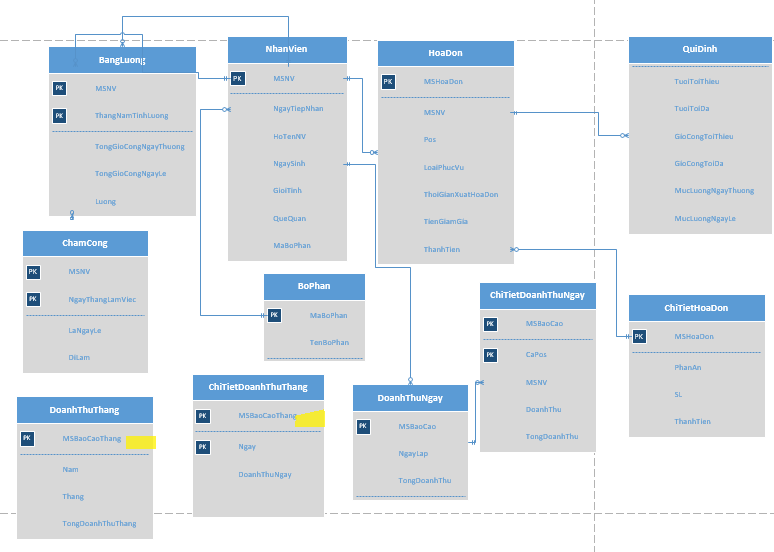 BangLuong
PK MSNV
PK ThangNamTinhLuong
TongGioCongNgayThuong
TongGioCongNgayLe
Luong
NhanVien
PK MSNV
NgayTiepNhan
HoTenNV
NgaySinh
GioiTinh
QueQuan
MaBoPhan
HoaDon
PK MSHoaDon
MSNV
Pos
LoaiPhucVu
ThoiGianXuatHoaDon
TienGiamGia
ThanhTien
QuiDinh
TuoiToiThieu
TuoiToiDa
GioCongToiThieu
GioCongToiDa
MucLuongNgayThuong
MucLuongNgayLe
ChamCong
PK MSNV
PK NgayThangLamViec
LaNgayLe
DiLam
BoPhan
PK MaBoPhan
TenBoPhan
ChiTietDoanhThuNgay
PK MSBaoCao
PK CaPos
MSNV
DoanhThu
TongDoanhThu
ChiTietHoaDon
PK MSHoaDon
PhanAn
SL
ThanhTien
DoanhThuThang
PK MSBaoCaoThang
Nam
Thang
TongDoanhThuThang
ChiTietDoanhThuThang
PK MSBaoCaoThang
PK Ngay
DoanhThuNgay
DoanhThuNgay
PK MSBaoCao
NgayLap
TongDoanhThu